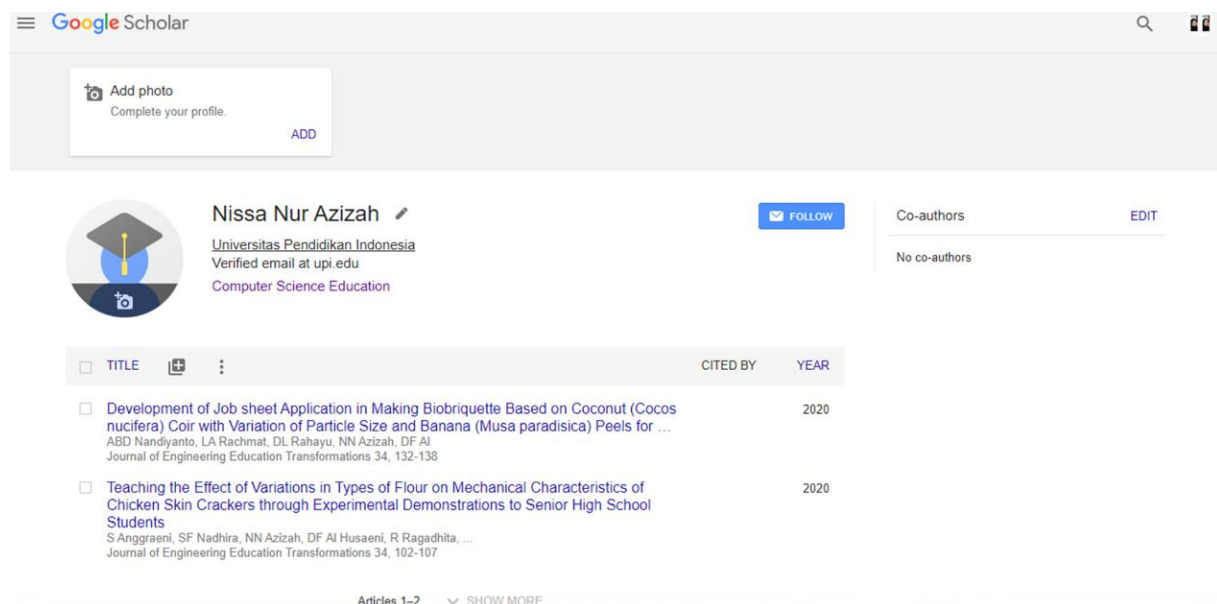 Google Scholar
Add photo
Complete your profile.
ADD
Nissa Nur Azizah
Universitas Pendidikan Indonesia
Verified email at upi.edu
Computer Science Education
FOLLOW
Co-authors
EDIT
No co-authors
TITLE
CITED BY
YEAR
Development of Job sheet Application in Making Biobriquette Based on Coconut (Cocos
nucifera) Coir with Variation of Particle Size and Banana (Musa paradisica) Peels for ...
ABD Nandiyanto, LA Rachmat, DL Rahayu, NN Azizah, DF Al
Journal of Engineering Education Transformations 34, 132-138
2020
Teaching the Effect of Variations in Types of Flour on Mechanical Characteristics of
Chicken Skin Crackers through Experimental Demonstrations to Senior High School
Students
S Anggraeni, SF Nadhira, NN Azizah, DF Al Husaeni, R Ragadhita, ...
Journal of Engineering Education Transformations 34, 102-107
2020
Articles 1–2
SHOW MORE